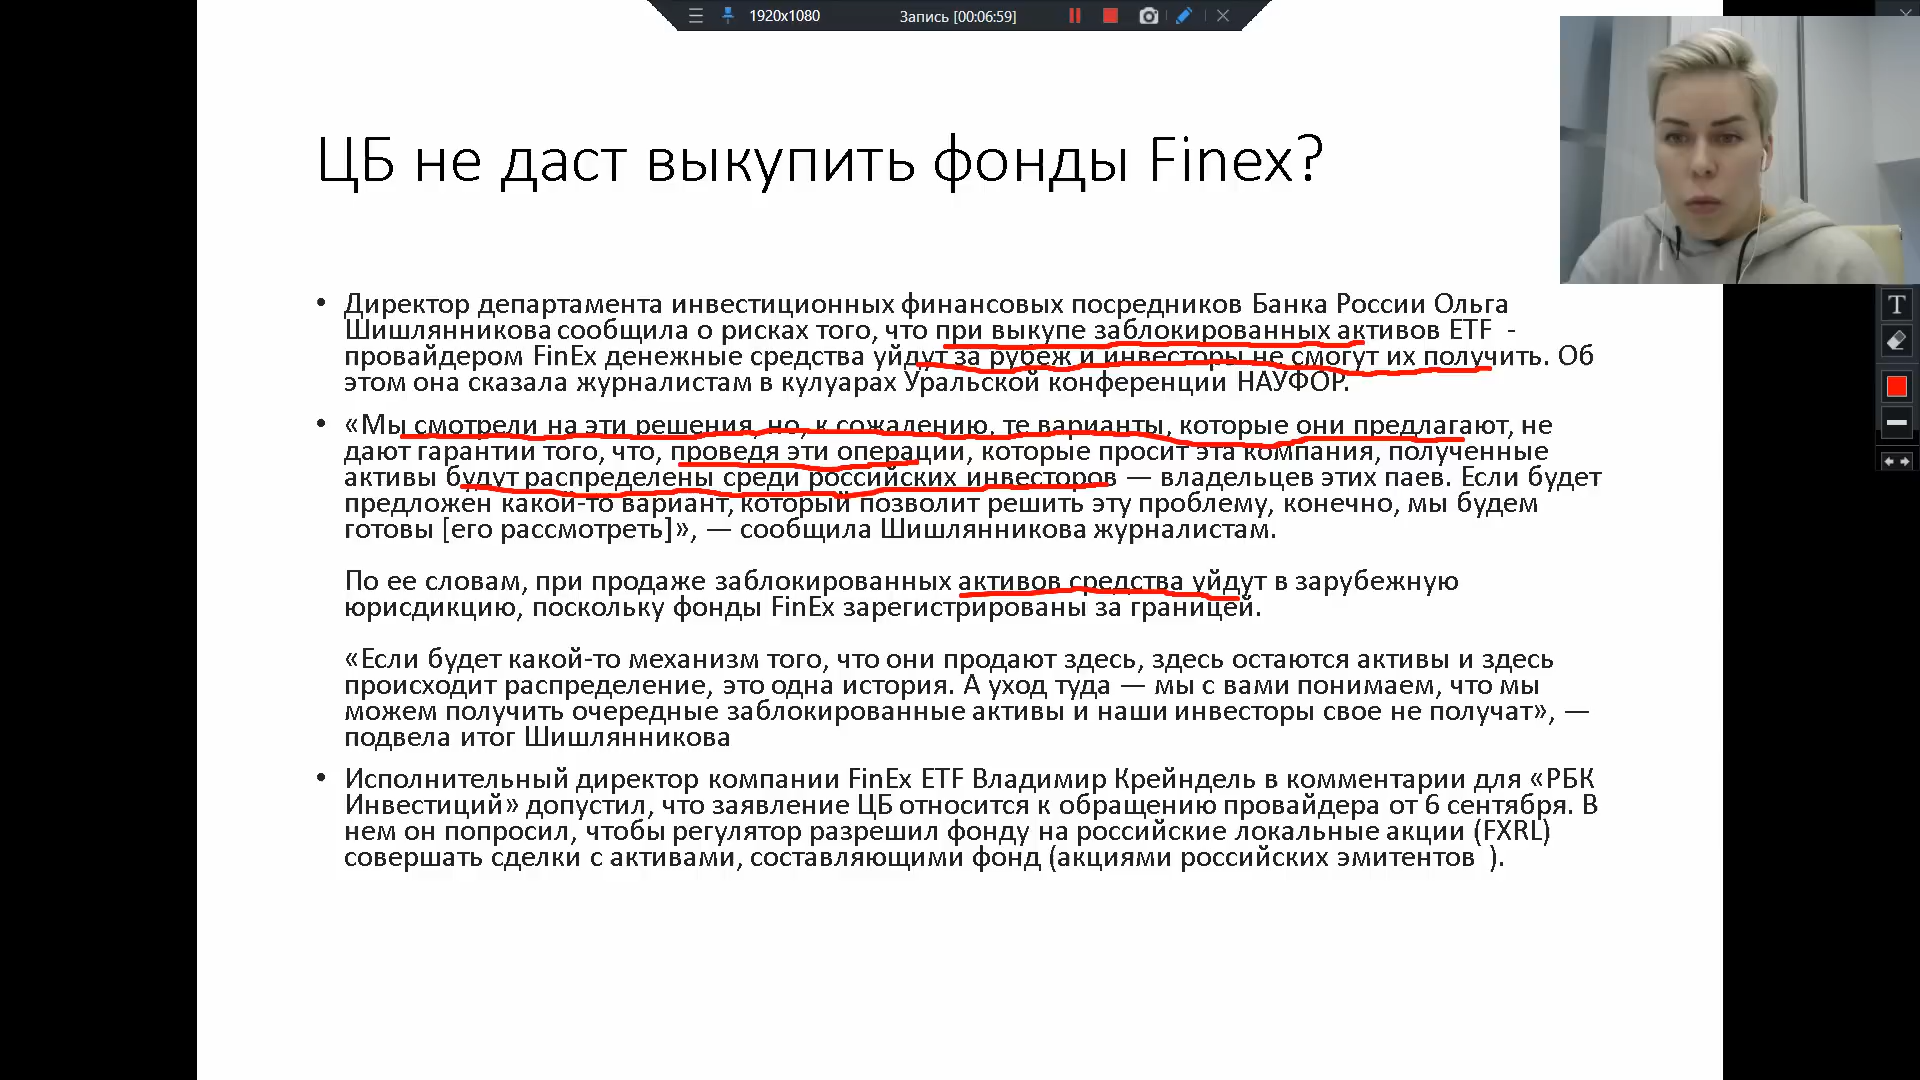 1920x1080
Запись [00:06:59]
ЦБ не даст выкупить фонды Finex?
• Директор департамента инвестиционных финансовых посредников Банка России Ольга
Шишлянникова сообщила о рисках того, что при выкупе заблокированных активов ETF -
провайдером FinEx денежные средства уйдут за рубеж и инвесторы не смогут их получить. Об
этом она сказала журналистам в кулуарах Уральской конференции НАУФОР.
• «Мы смотрели на эти решения, но, к сожалению, те варианты, которые они предлагают, не
дают гарантии того, что, проведя эти операции, которые просит эта компания, полученные
активы будут распределены среди российских инвесторов — владельцев этих паев. Если будет
предложен какой-то вариант, который позволит решить эту проблему, конечно, мы будем
готовы [его рассмотреть]», — сообщила Шишлянникова журналистам.
По ее словам, при продаже заблокированных активов средства уйдут в зарубежную
юрисдикцию, поскольку фонды FinEx зарегистрированы за границей.
«Если будет какой-то механизм того, что они продают здесь, здесь остаются активы и здесь
происходит распределение, это одна история. А уход туда — мы с вами понимаем, что мы
можем получить очередные заблокированные активы и наши инвесторы свое не получат», —
подвела итог Шишлянникова
• Исполнительный директор компании FinEx ETF Владимир Крейндель в комментарии для «РБК
Инвестиций» допустил, что заявление ЦБ относится к обращению провайдера от 6 сентября. В
нем он попросил, чтобы регулятор разрешил фонду на российские локальные акции (FXRL)
совершать сделки с активами, составляющими фонд (акциями российских эмитентов ).
T